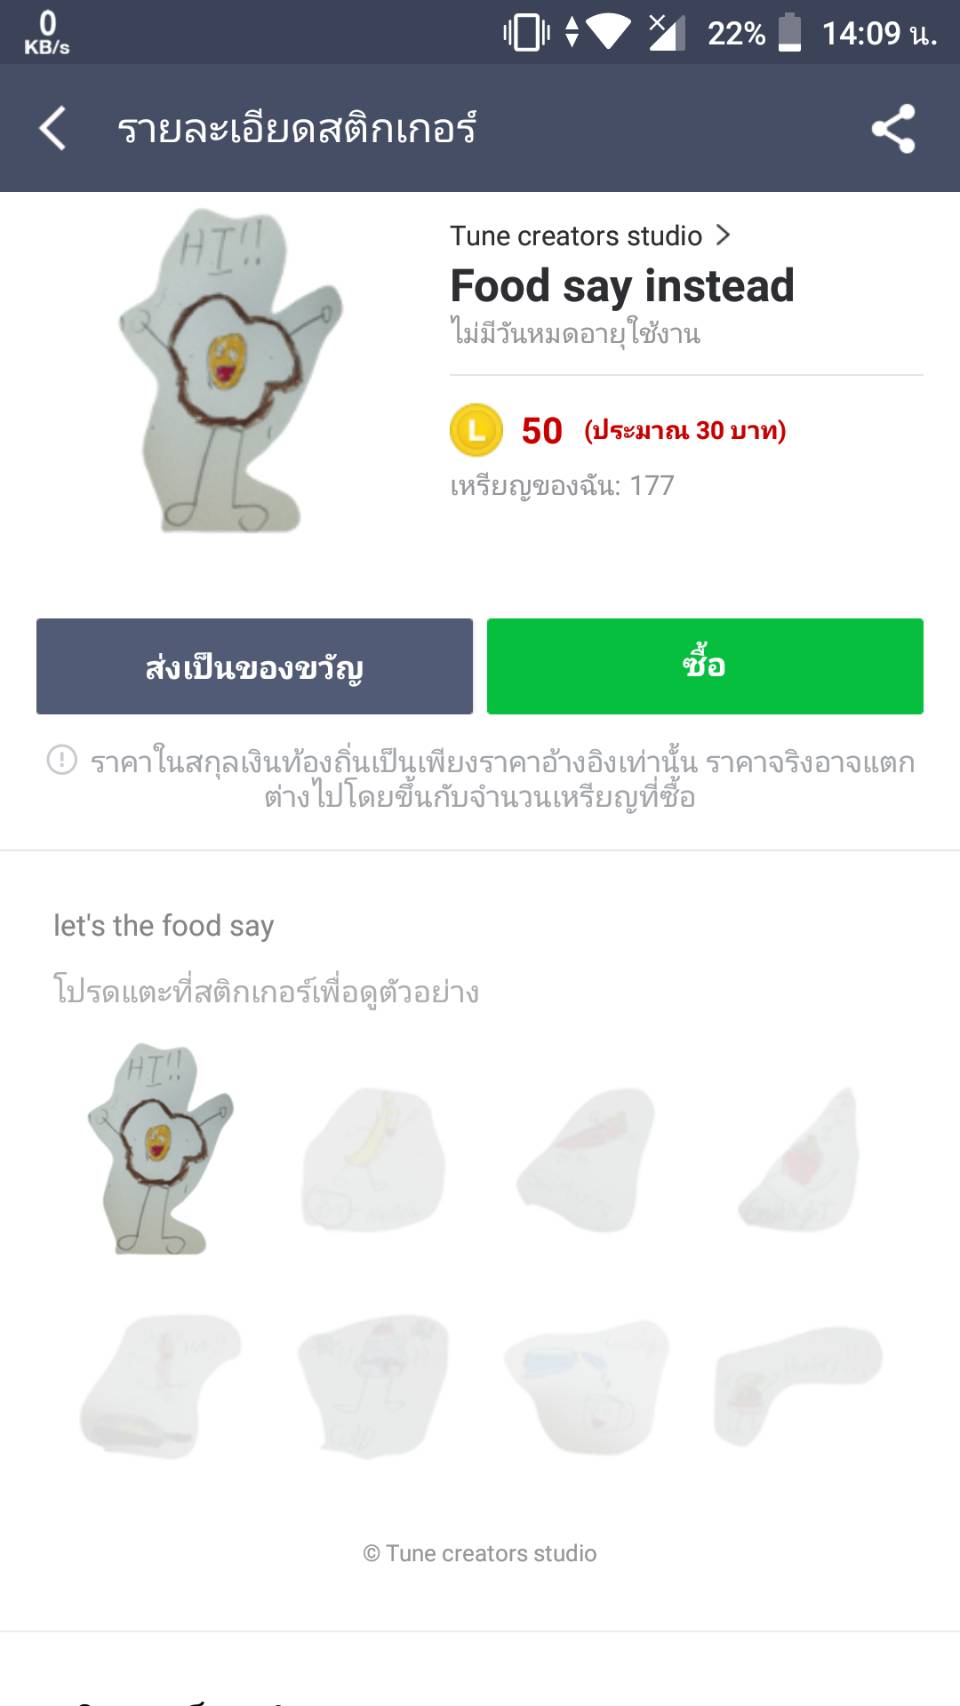 0
KB/s
22%
14:09 น.
รายละเอียดสติกเกอร์
HI!!
Tune creators studio
Food say instead
ไม่มีวันหมดอายุใช้งาน
L 50 (ประมาณ 30 บาท)
เหรียญของฉัน: 177
ส่งเป็นของขวัญ
ซื้อ
ราคาในสกุลเงินท้องถิ่นเป็นเพียงราคาอ้างอิงเท่านั้น ราคาจริงอาจแตก
ต่างไปโดยขึ้นกับจำนวนเหรียญที่ซื้อ
let's the food say
โปรดแตะที่สติกเกอร์เพื่อดูตัวอย่าง
HI!!
© Tune creators studio